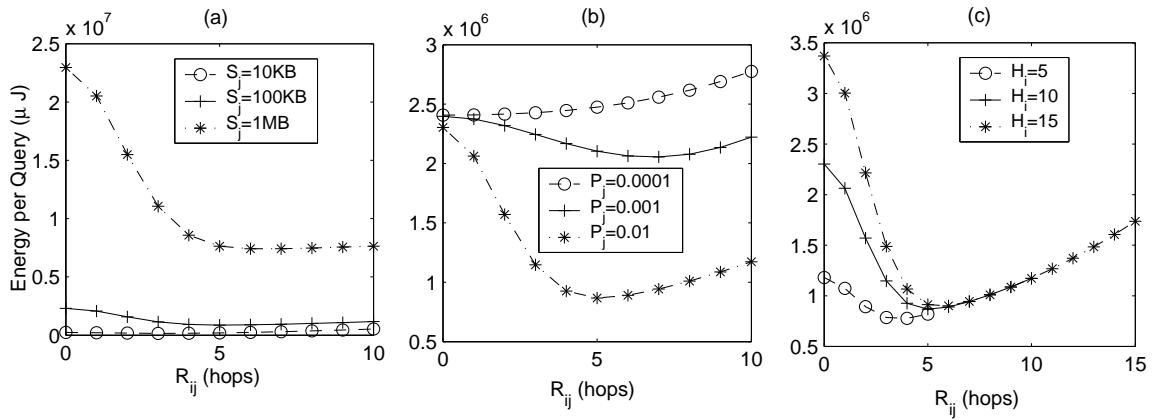 (a)
x 10^7
2.5
2
1.5
1
0.5
0
0
5
10
Energy per Query (μ J)
R_ij (hops)
S_j=10KB
S_j=100KB
S_j=1MB
(b)
x 10^6
3
2.5
2
1.5
1
0.5
0
5
10
R_ij (hops)
P_j=0.0001
P_j=0.001
P_j=0.01
(c)
x 10^6
3.5
3
2.5
2
1.5
1
0.5
0
5
10
15
R_ij (hops)
H_i=5
H_i=10
H_i=15